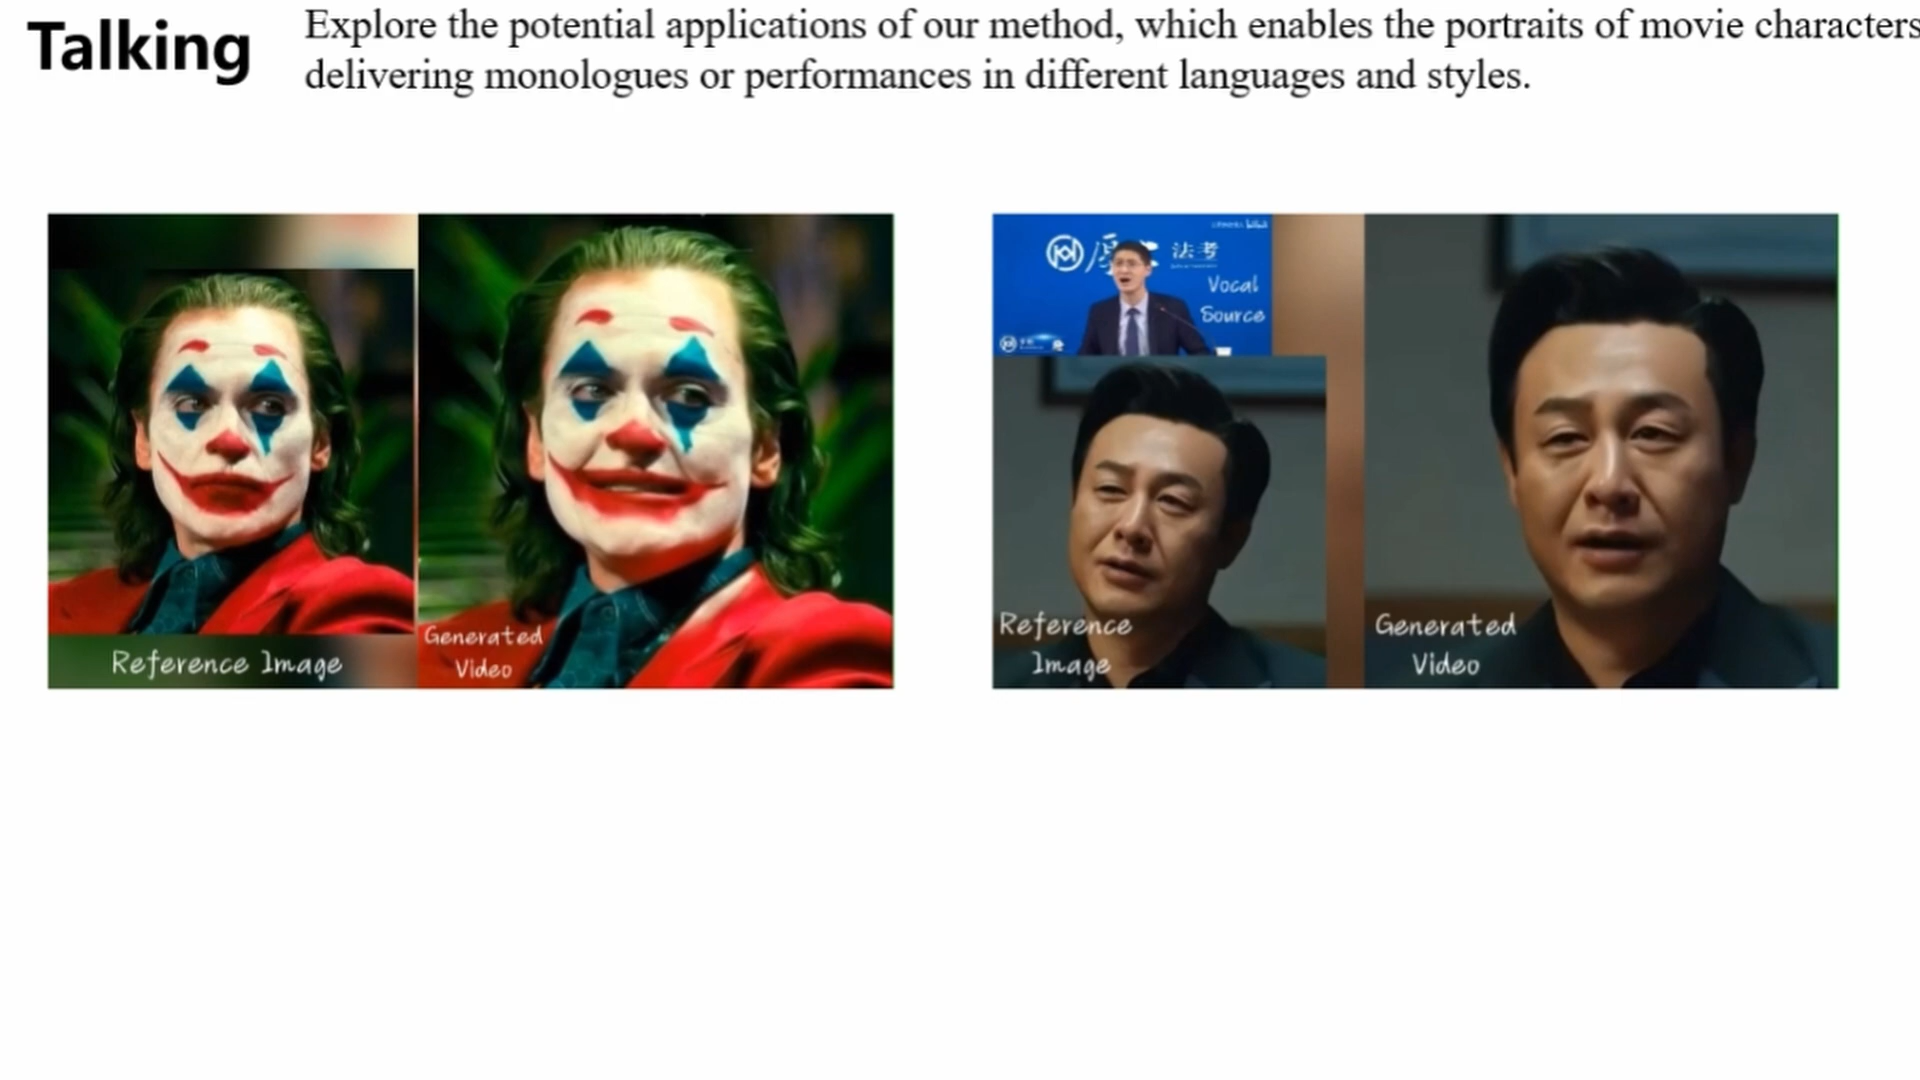 Talking
Explore the potential applications of our method, which enables the portraits of movie characters
delivering monologues or performances in different languages and styles.
Reference Image
Generated
Video
法考
Vocal
Source
Reference
Image
Generated
Video